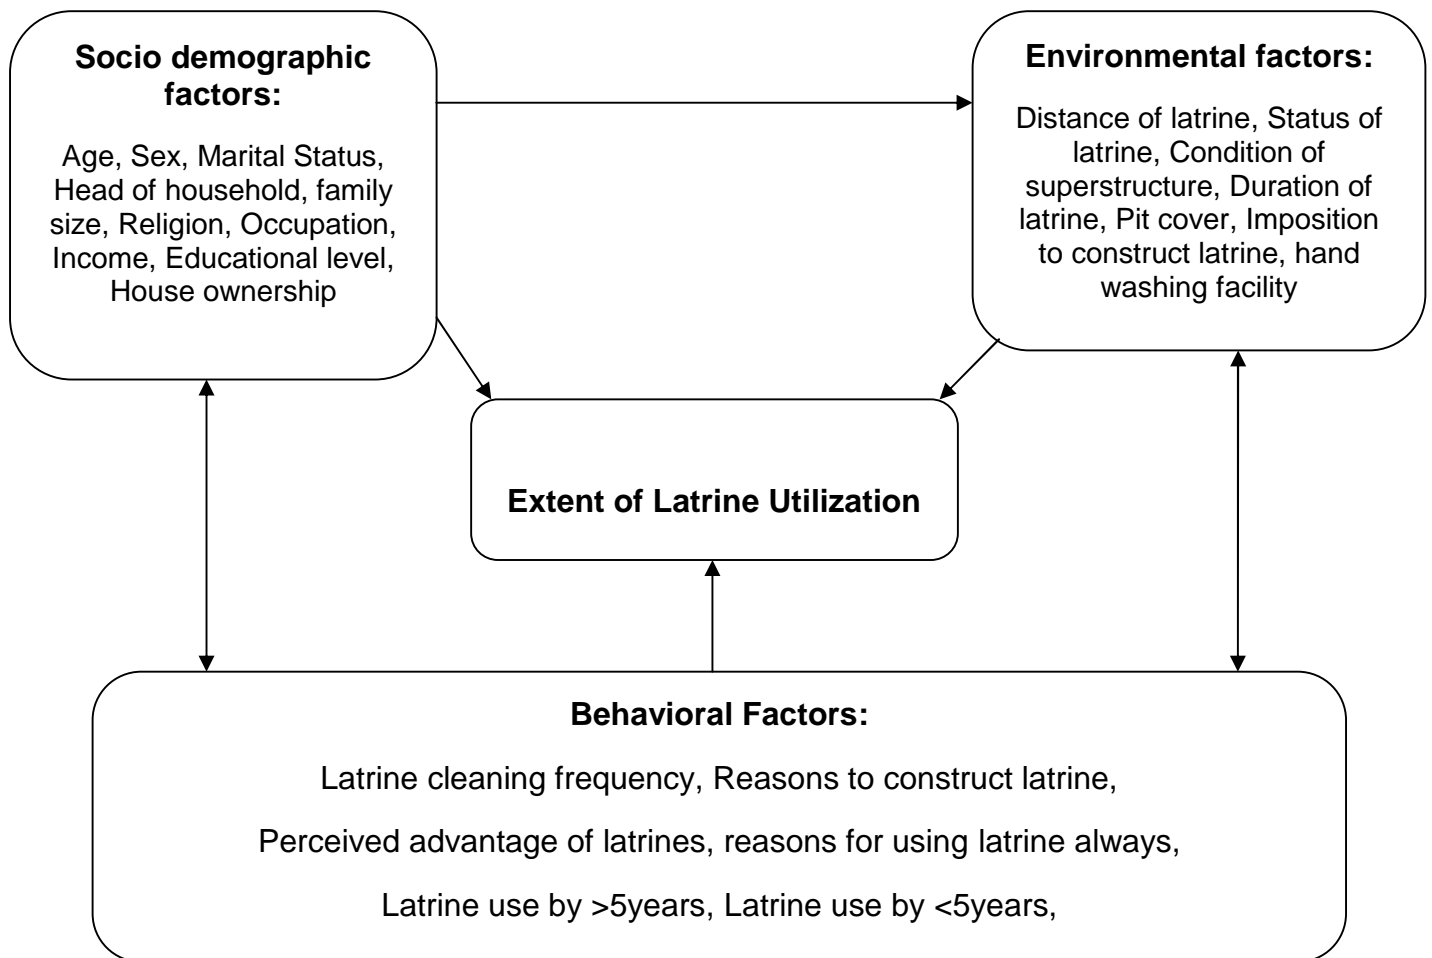 Socio demographic
factors:
Age, Sex, Marital Status,
Head of household, family
size, Religion, Occupation,
Income, Educational level,
House ownership
Environmental factors:
Distance of latrine, Status of
latrine, Condition of
superstructure, Duration of
latrine, Pit cover, Imposition
to construct latrine, hand
washing facility
Extent of Latrine Utilization
Behavioral Factors:
Latrine cleaning frequency, Reasons to construct latrine,
Perceived advantage of latrines, reasons for using latrine always,
Latrine use by >5years, Latrine use by <5years,